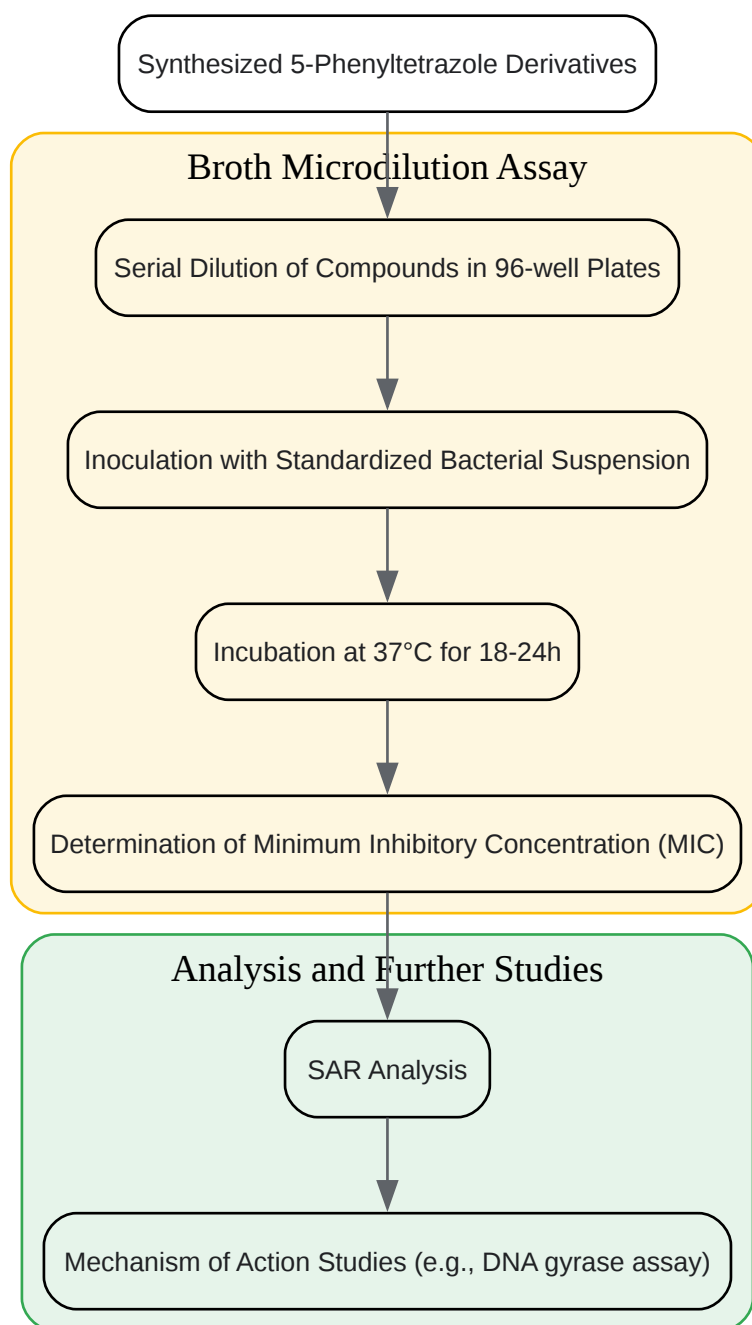 Synthesized 5-Phenyltetrazole Derivatives
Broth Microdilution Assay
Serial Dilution of Compounds in 96-well Plates
Inoculation with Standardized Bacterial Suspension
Incubation at 37°C for 18-24h
Determination of Minimum Inhibitory Concentration (MIC)
Analysis and Further Studies
SAR Analysis
Mechanism of Action Studies (e.g., DNA gyrase assay)